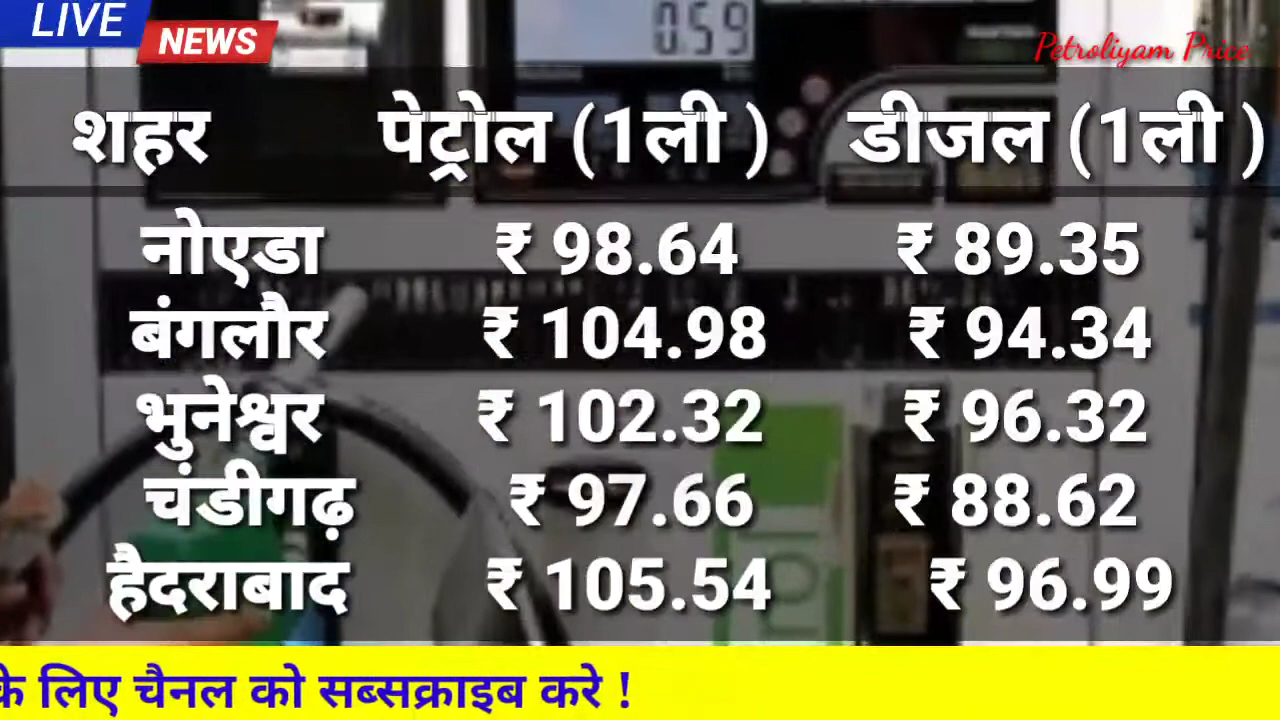 LIVE
NEWS
059
Petroliyam Price
शहर पेट्रोल (1ली ) डीजल (1ली )
नोएडा ₹ 98.64 ₹ 89.35
बंगलौर ₹ 104.98 ₹ 94.34
भुनेश्वर ₹ 102.32 ₹ 96.32
चंडीगढ़ ₹ 97.66 ₹ 88.62
हैदराबाद ₹ 105.54 ₹ 96.99
के लिए चैनल को सब्सक्राइब करे !